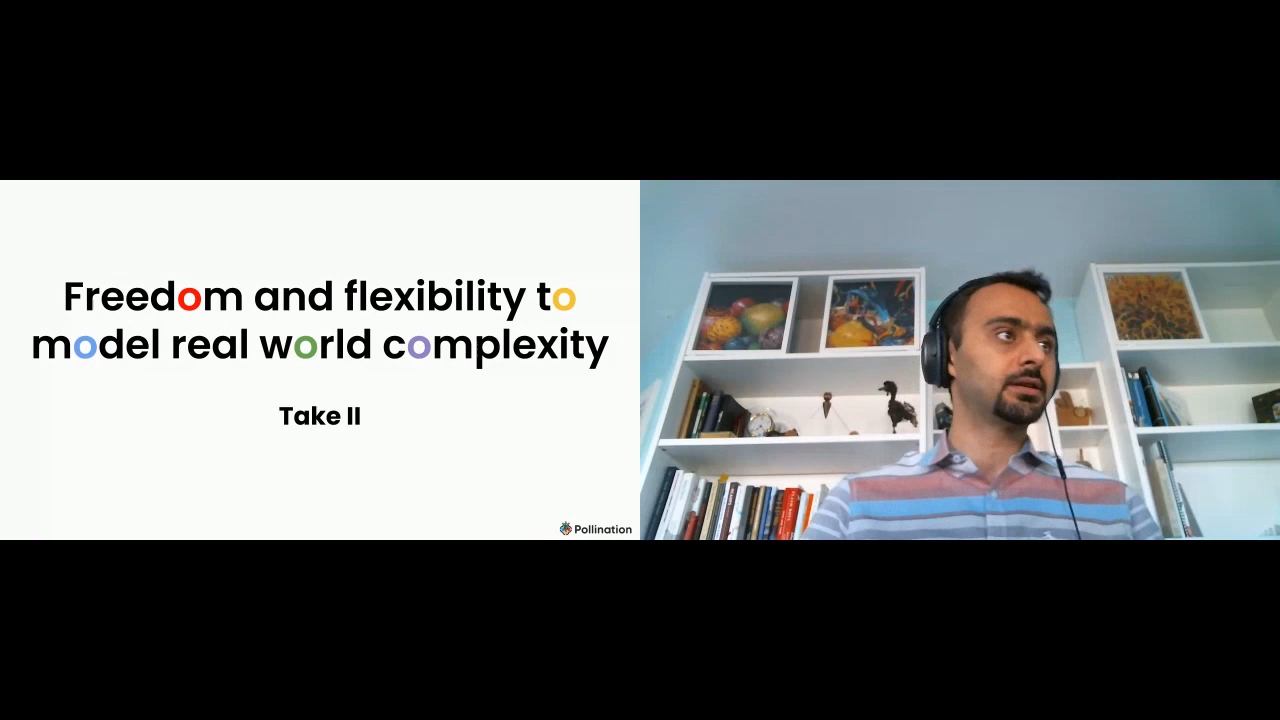 Freedom and flexibility to
model real world complexity
Take II
Pollination